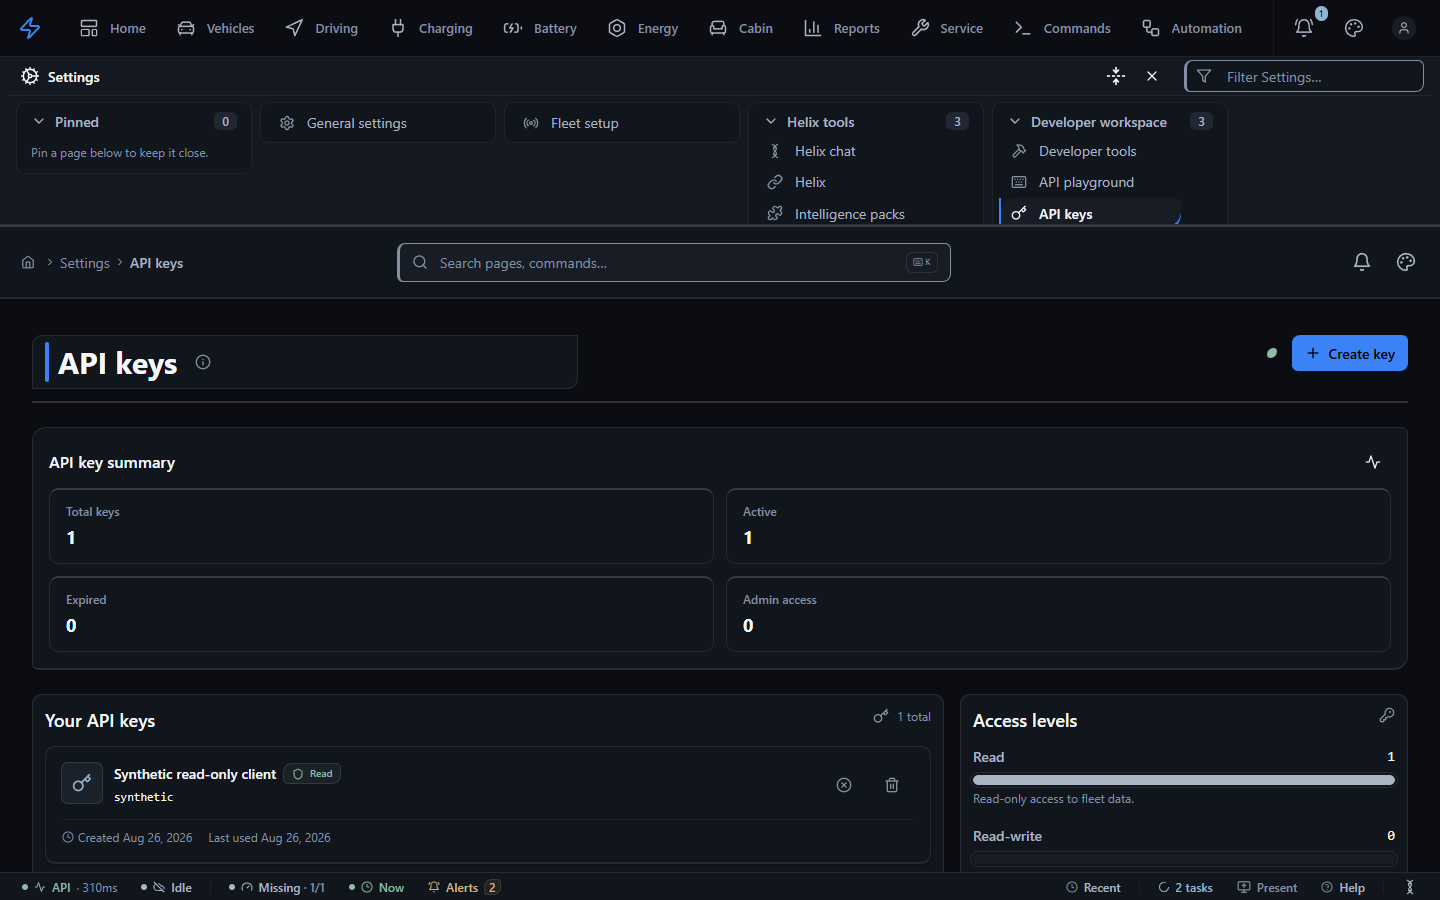 Home
Vehicles
Driving
Charging
Battery
Energy
Cabin
Reports
Service
Commands
Automation
1
Settings
Filter Settings...
Pinned
0
Pin a page below to keep it close.
General settings
Fleet setup
Helix tools
3
Helix chat
Helix
Intelligence packs
Developer workspace
3
Developer tools
API playground
API keys
Settings
API keys
Search pages, commands...
K
API keys
Create key
API key summary
Total keys
1
Active
1
Expired
0
Admin access
0
Your API keys
1 total
Synthetic read-only client
Read
synthetic
Created Aug 26, 2026
Last used Aug 26, 2026
Access levels
Read
1
Read-only access to fleet data.
Read-write
0
API · 310ms
Idle
Missing · 1/1
Now
Alerts 2
Recent
2 tasks
Present
Help